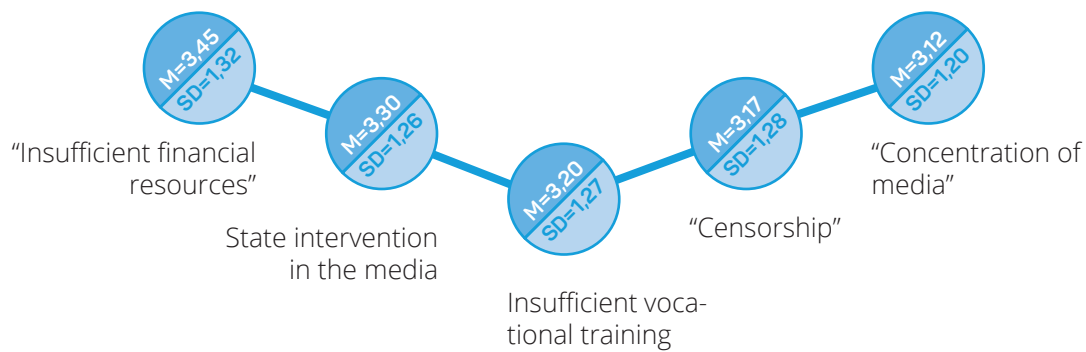 M=3,45
SD=1,32
“Insufficient financial
resources”
M=3,30
SD=1,26
State intervention
in the media
M=3,20
SD=1,27
Insufficient voca-
tional training
M=3,17
SD=1,28
“Censorship”
M=3,12
SD=1,20
“Concentration of
media”